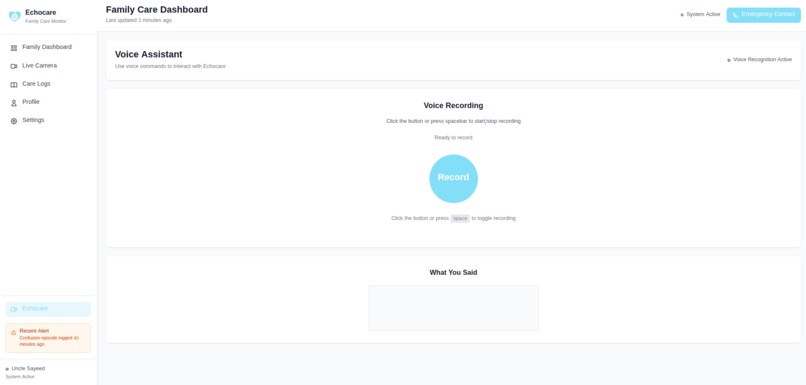 Echocare
Family Care Monitor
Family Dashboard
Live Camera
Care Logs
Profile
Settings
Echocare
Recent Alert
Confusion episode logged
minutes ago
Uncle Sayeed
System Active
Family Care Dashboard
Last updated 2 minutes ago
System Active
Emergency Contact
Voice Assistant
Use voice commands to interact with Echocare
Voice Recognition Active
Voice Recording
Click the button or press spacebar to start/stop recording
Ready to record
Record
Click the button or press Space to toggle recording
What You Said